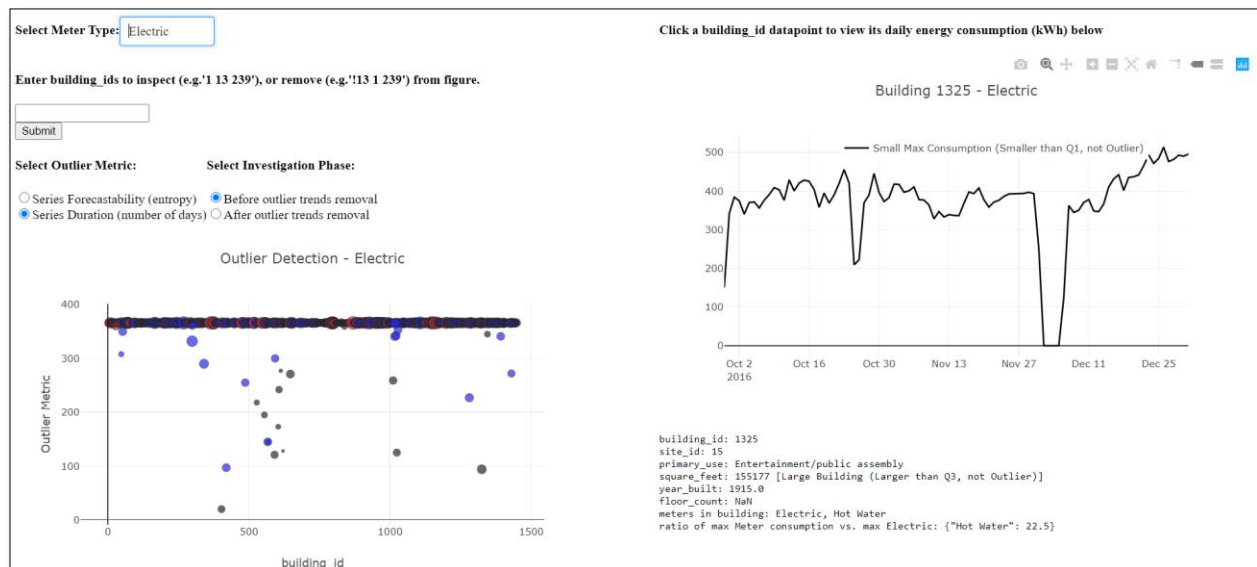 Select Meter Type: Electric
Enter building_ids to inspect (e.g.'1 13 239'), or remove (e.g.'!13 1 239') from figure.
Submit
Select Outlier Metric: Select Investigation Phase:
Series Forecastability (entropy) Before outlier trends removal
Series Duration (number of days) After outlier trends removal
Outlier Detection - Electric
400
300
200
100
0
Outlier Metric
0 500 1000 1500
building_id
Click a building_id datapoint to view its daily energy consumption (kWh) below
Building 1325 - Electric
Small Max Consumption (Smaller than Q1, not Outlier)
500
400
300
200
100
0
Oct 2 Oct 16 Oct 30 Nov 13 Nov 27 Dec 11 Dec 25
2016
building_id: 1325
site_id: 15
primary_use: Entertainment/public assembly
square_feet: 155177 [Large Building (Larger than Q3, not Outlier)]
year_built: 1915.0
floor_count: NaN
meters in building: Electric, Hot Water
ratio of max Meter consumption vs. max Electric: {"Hot Water": 22.5}